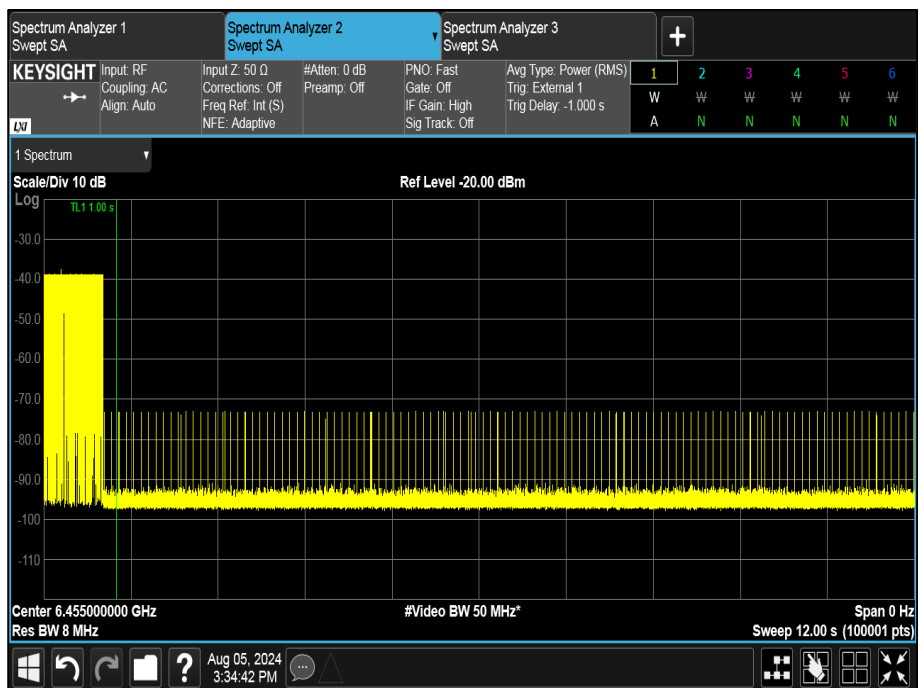 Spectrum Analyzer 1
Swept SA
Spectrum Analyzer 2
Swept SA
Spectrum Analyzer 3
Swept SA
+
KEYSIGHT
LXI
Input: RF
Coupling: AC
Align: Auto
Input Z: 50 Ω
Corrections: Off
Freq Ref: Int (S)
NFE: Adaptive
#Atten: 0 dB
Preamp: Off
PNO: Fast
Gate: Off
IF Gain: High
Sig Track: Off
Avg Type: Power (RMS)
Trig: External 1
Trig Delay: -1.000 s
1 2 3 4 5 6
W W W W W W
A N N N N N
1 Spectrum
Scale/Div 10 dB
Ref Level -20.00 dBm
Log
TL1 1.00 s
-30.0
-40.0
-50.0
-60.0
-70.0
-80.0
-90.0
-100
-110
Center 6.455000000 GHz
#Video BW 50 MHz*
Span 0 Hz
Res BW 8 MHz
Sweep 12.00 s (100001 pts)
?
Aug 05, 2024
3:34:42 PM